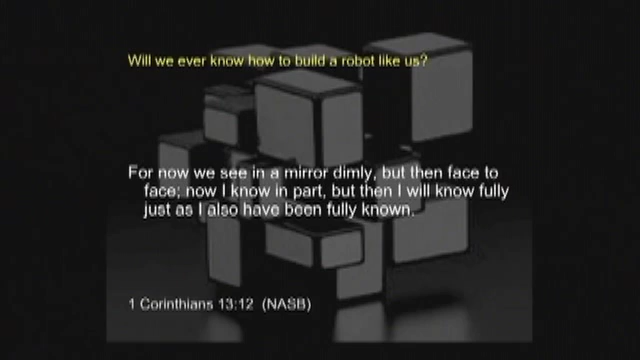 Will we ever know how to build a robot like us?
For now we see in a mirror dimly, but then face to
face; now I know in part, but then I will know fully
just as I also have been fully known.
1 Corinthians 13:12 (NASB)